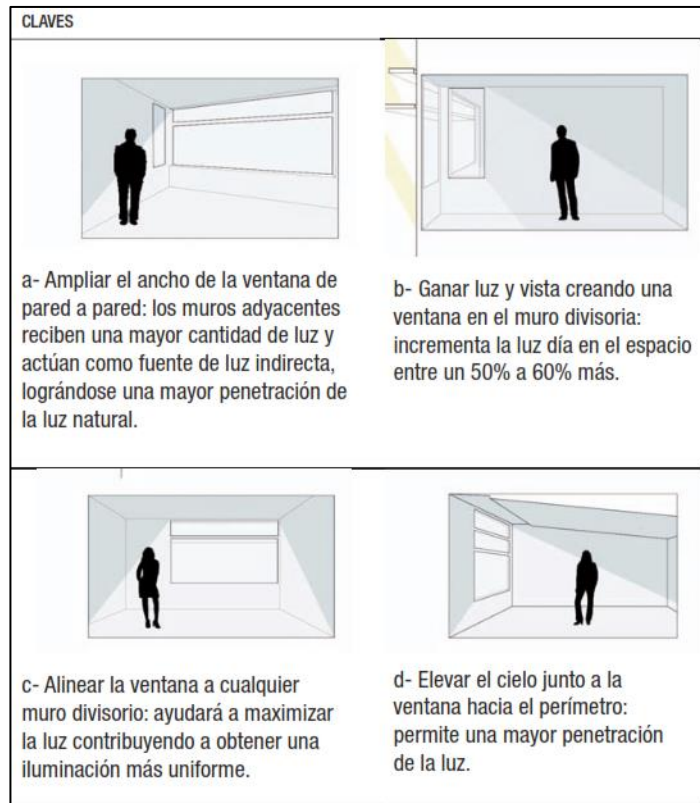 CLAVES
a- Ampliar el ancho de la ventana de
pared a pared: los muros adyacentes
reciben una mayor cantidad de luz y
actúan como fuente de luz indirecta,
lográndose una mayor penetración de
la luz natural.
b- Ganar luz y vista creando una
ventana en el muro divisoria:
incrementa la luz día en el espacio
entre un 50% a 60% más.
c- Alinear la ventana a cualquier
muro divisorio: ayudará a maximizar
la luz contribuyendo a obtener una
iluminación más uniforme.
d- Elevar el cielo junto a la
ventana hacia el perímetro:
permite una mayor penetración
de la luz.